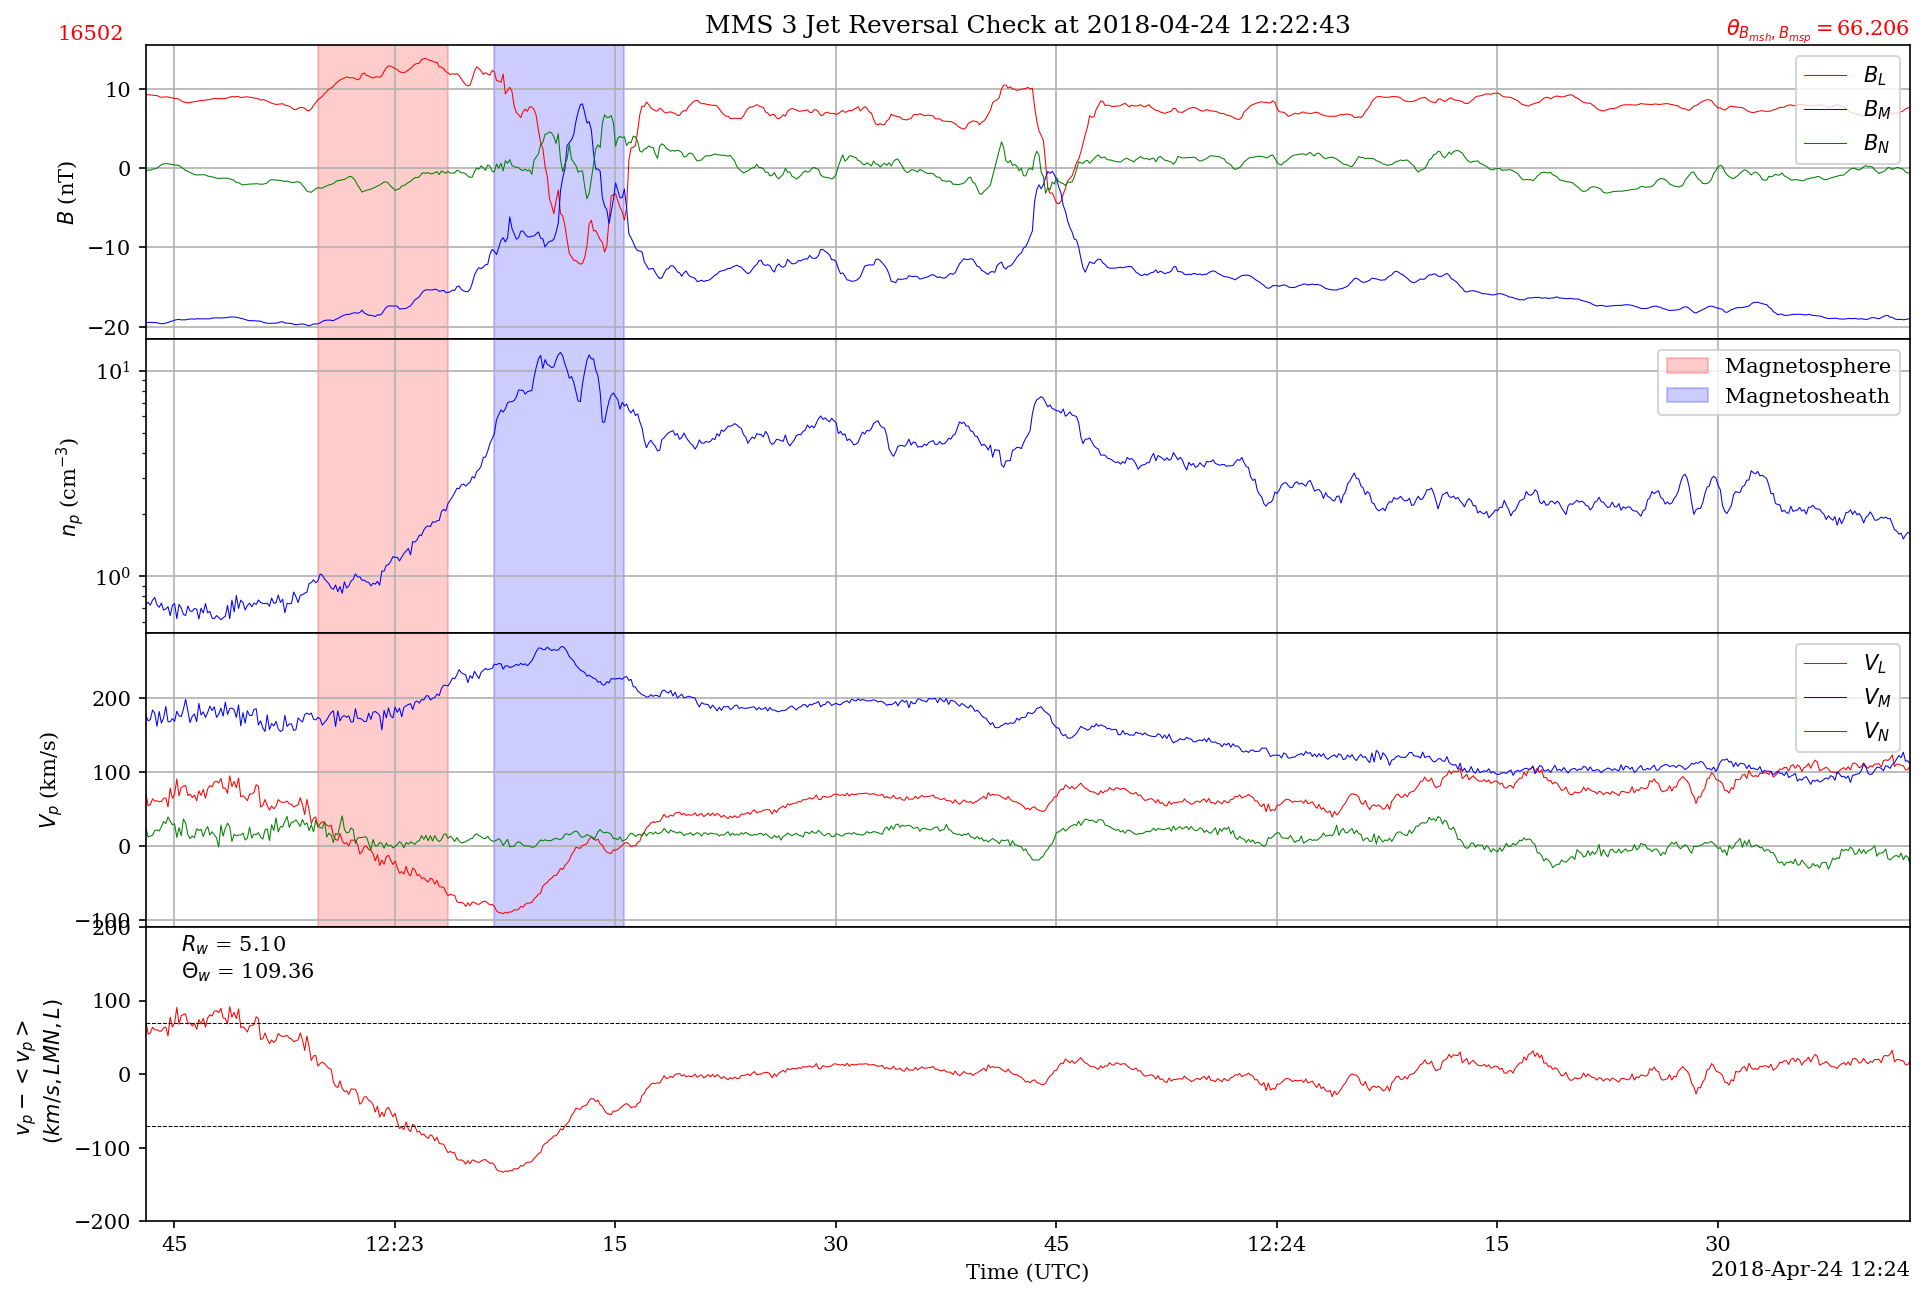 16502
MMS 3 Jet Reversal Check at 2018-04-24 12:22:43
θ_{B_{msh}, B_{msp}} = 66.206
B (nT)
10
0
−10
−20
B_L
B_M
B_N
n_p (cm^{−3})
10^1
10^0
Magnetosphere
Magnetosheath
V_p (km/s)
200
100
0
−100
V_L
V_M
V_N
v_p − < v_p >
(km/s, LMN, L)
200
100
0
−100
−200
R_w = 5.10
Θ_w = 109.36
45
12:23
15
30
45
12:24
15
30
Time (UTC)
2018-Apr-24 12:24